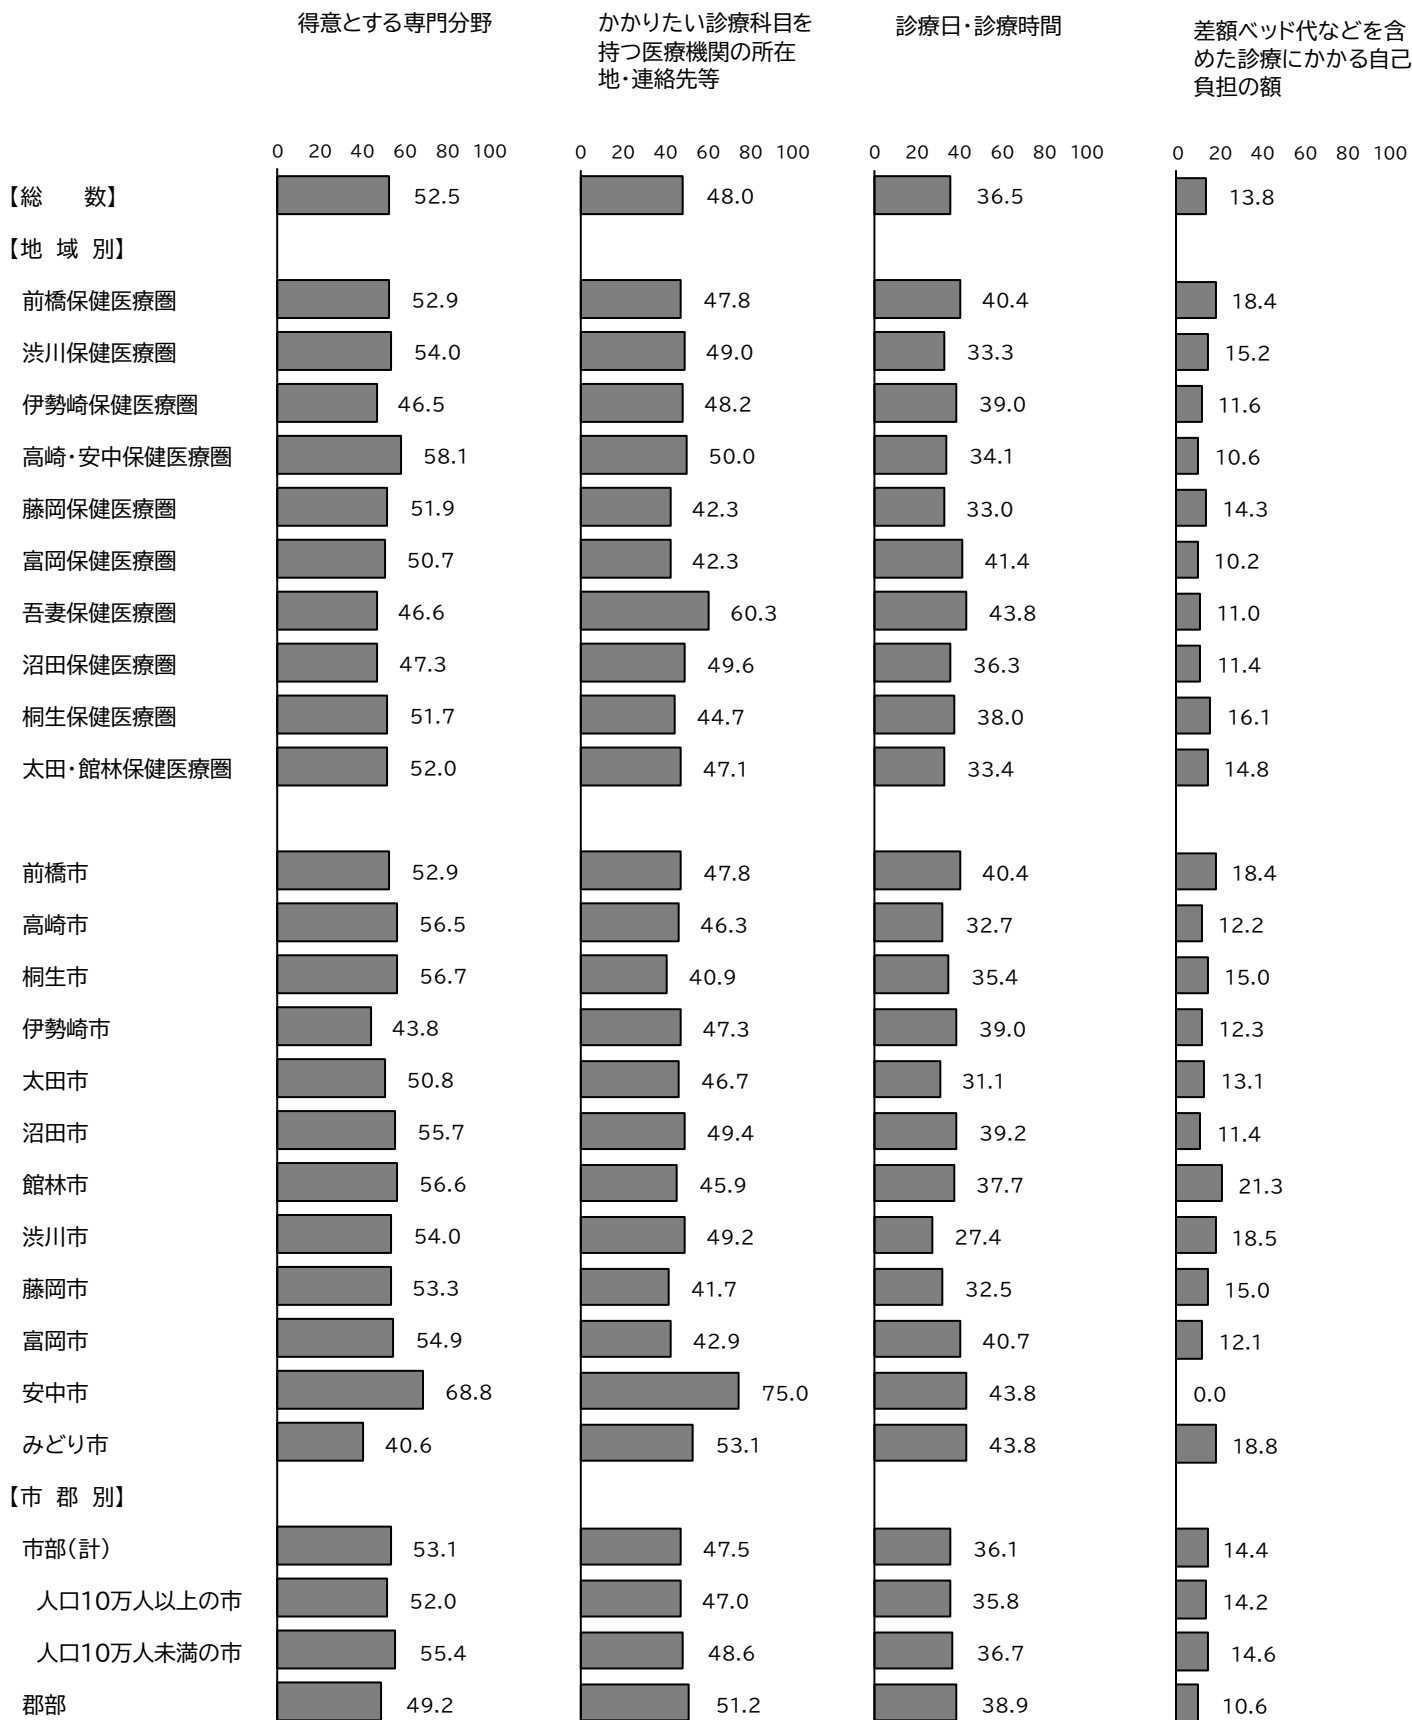 得意とする専門分野
かかりたい診療科目を
持つ医療機関の所在
地・連絡先等
診療日・診療時間
差額ベッド代などを含
めた診療にかかる自己
負担の額
0 20 40 60 80 100 0 20 40 60 80 100 0 20 40 60 80 100 0 20 40 60 80 100
【総　数】 52.5 48.0 36.5 13.8
【地 域 別】
前橋保健医療圏 52.9 47.8 40.4 18.4
渋川保健医療圏 54.0 49.0 33.3 15.2
伊勢崎保健医療圏 46.5 48.2 39.0 11.6
高崎・安中保健医療圏 58.1 50.0 34.1 10.6
藤岡保健医療圏 51.9 42.3 33.0 14.3
富岡保健医療圏 50.7 42.3 41.4 10.2
吾妻保健医療圏 46.6 60.3 43.8 11.0
沼田保健医療圏 47.3 49.6 36.3 11.4
桐生保健医療圏 51.7 44.7 38.0 16.1
太田・館林保健医療圏 52.0 47.1 33.4 14.8
前橋市 52.9 47.8 40.4 18.4
高崎市 56.5 46.3 32.7 12.2
桐生市 56.7 40.9 35.4 15.0
伊勢崎市 43.8 47.3 39.0 12.3
太田市 50.8 46.7 31.1 13.1
沼田市 55.7 49.4 39.2 11.4
館林市 56.6 45.9 37.7 21.3
渋川市 54.0 49.2 27.4 18.5
藤岡市 53.3 41.7 32.5 15.0
富岡市 54.9 42.9 40.7 12.1
安中市 68.8 75.0 43.8 0.0
みどり市 40.6 53.1 43.8 18.8
【市 郡 別】
市部（計） 53.1 47.5 36.1 14.4
人口10万人以上の市 52.0 47.0 35.8 14.2
人口10万人未満の市 55.4 48.6 36.7 14.6
郡部 49.2 51.2 38.9 10.6